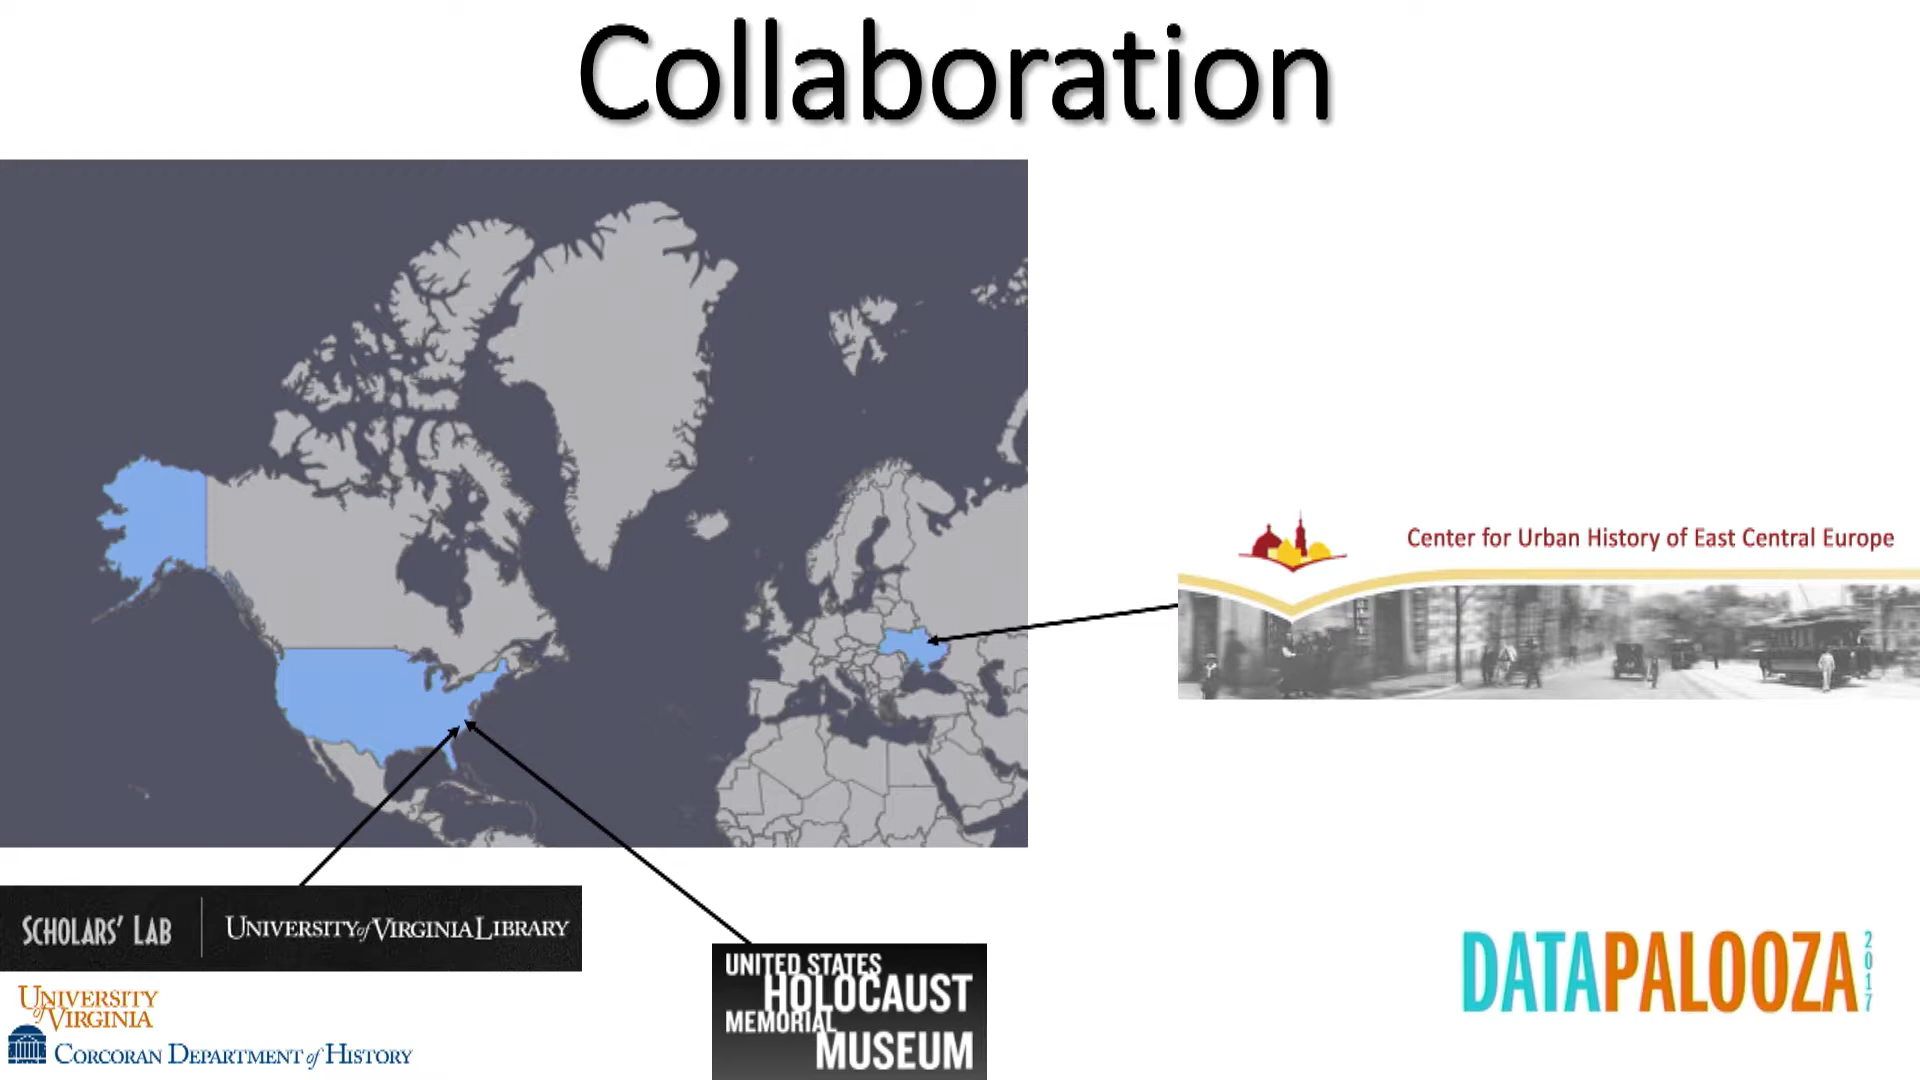 Collaboration
Center for Urban History of East Central Europe
SCHOLARS' LAB
UNIVERSITY of VIRGINIA LIBRARY
UNIVERSITY
of VIRGINIA
CORCORAN DEPARTMENT of HISTORY
UNITED STATES
HOLOCAUST
MEMORIAL
MUSEUM
DATAPALOOZA
2017